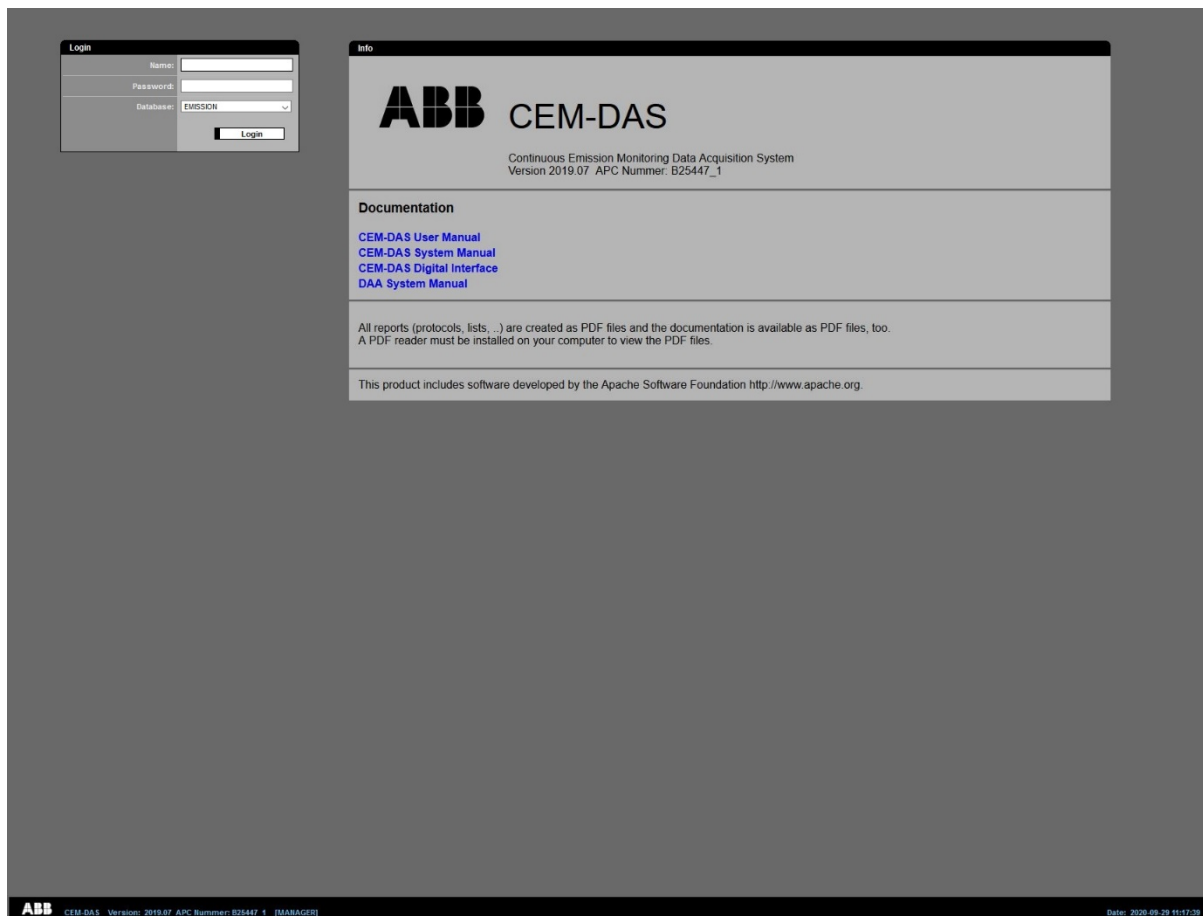 Login
Name:
Password:
Database: EMISSION
Login
Info
ABB CEM-DAS
Continuous Emission Monitoring Data Acquisition System
Version 2019.07 APC Nummer: B25447_1
Documentation
CEM-DAS User Manual
CEM-DAS System Manual
CEM-DAS Digital Interface
DAA System Manual
All reports (protocols, lists, ..) are created as PDF files and the documentation is available as PDF files, too.
A PDF reader must be installed on your computer to view the PDF files.
This product includes software developed by the Apache Software Foundation http://www.apache.org.
ABB CEM-DAS Version: 2019.07 APC Nummer: B25447_1 [MANAGER] Date: 2020-09-29 11:17:35